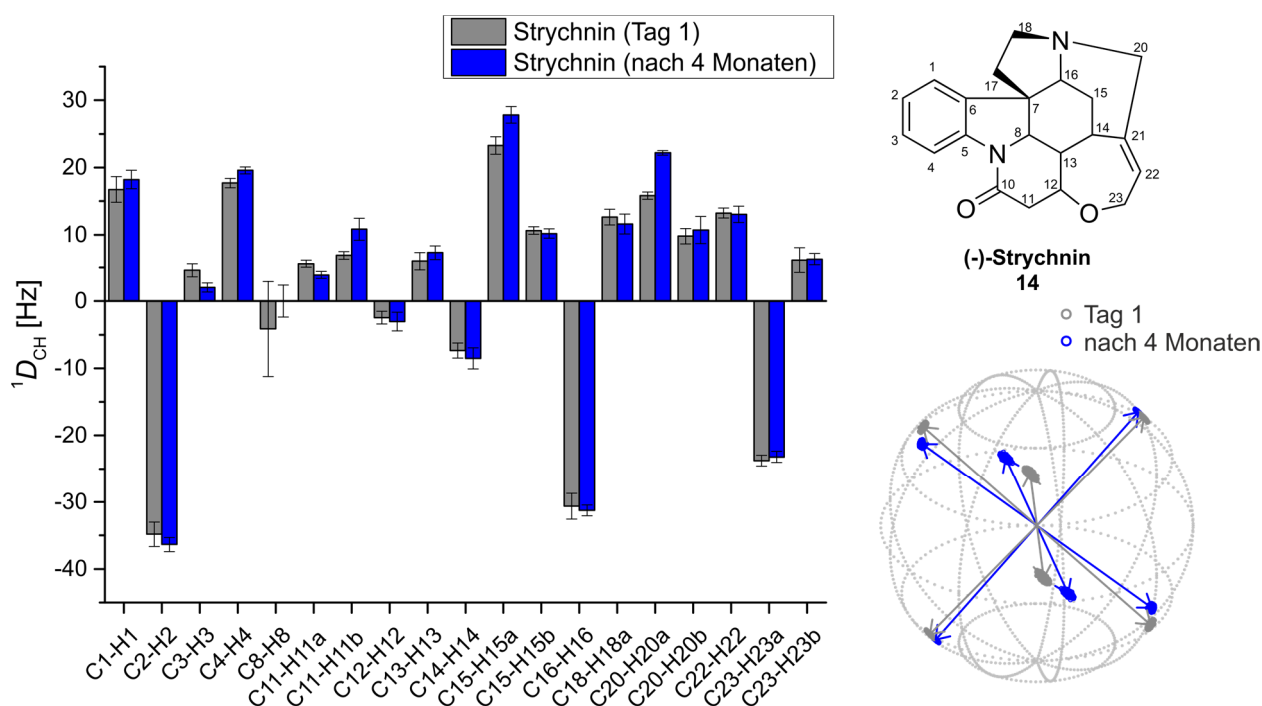 Strychnin (Tag 1)
Strychnin (nach 4 Monaten)
30
20
10
0
-10
-20
-30
-40
¹D_CH [Hz]
C1-H1
C2-H2
C3-H3
C4-H4
C8-H8
C11-H11a
C11-H11b
C12-H12
C13-H13
C14-H14
C15-H15a
C15-H15b
C16-H16
C18-H18a
C20-H20a
C20-H20b
C22-H22
C23-H23a
C23-H23b
18
N
20
1
17
16
15
2
6
7
3
8
14
21
4
5
N
13
22
10
11
12
23
O
O
(-)-Strychnin
14
Tag 1
nach 4 Monaten